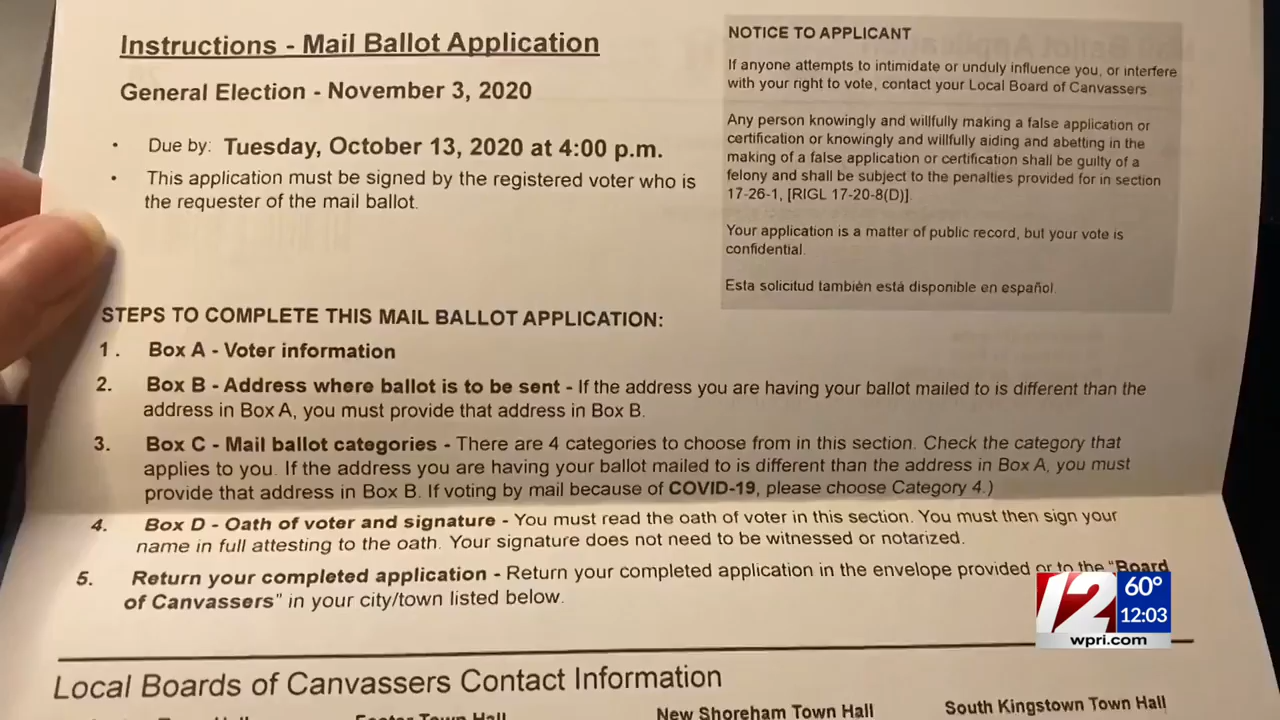 Instructions - Mail Ballot Application
General Election - November 3, 2020
• Due by: Tuesday, October 13, 2020 at 4:00 p.m.
• This application must be signed by the registered voter who is
the requester of the mail ballot.
NOTICE TO APPLICANT
If anyone attempts to intimidate or unduly influence you, or interfere
with your right to vote, contact your Local Board of Canvassers
Any person knowingly and willfully making a false application or
certification or knowingly and willfully aiding and abetting in the
making of a false application or certification shall be guilty of a
felony and shall be subject to the penalties provided for in section
17-26-1, [RIGL 17-20-8(D)].
Your application is a matter of public record, but your vote is
confidential.
Esta solicitud también está disponible en español.
STEPS TO COMPLETE THIS MAIL BALLOT APPLICATION:
1. Box A - Voter information
2. Box B - Address where ballot is to be sent - If the address you are having your ballot mailed to is different than the
address in Box A, you must provide that address in Box B.
3. Box C - Mail ballot categories - There are 4 categories to choose from in this section. Check the category that
applies to you. If the address you are having your ballot mailed to is different than the address in Box A, you must
provide that address in Box B. If voting by mail because of COVID-19, please choose Category 4.)
4. Box D - Oath of voter and signature - You must read the oath of voter in this section. You must then sign your
name in full attesting to the oath. Your signature does not need to be witnessed or notarized.
5. Return your completed application - Return your completed application in the envelope provided or to the "Board
of Canvassers" in your city/town listed below.
12
60°
12:03
wpri.com
Local Boards of Canvassers Contact Information
Town Hall
Foster Town Hall
New Shoreham Town Hall
South Kingstown Town Hall